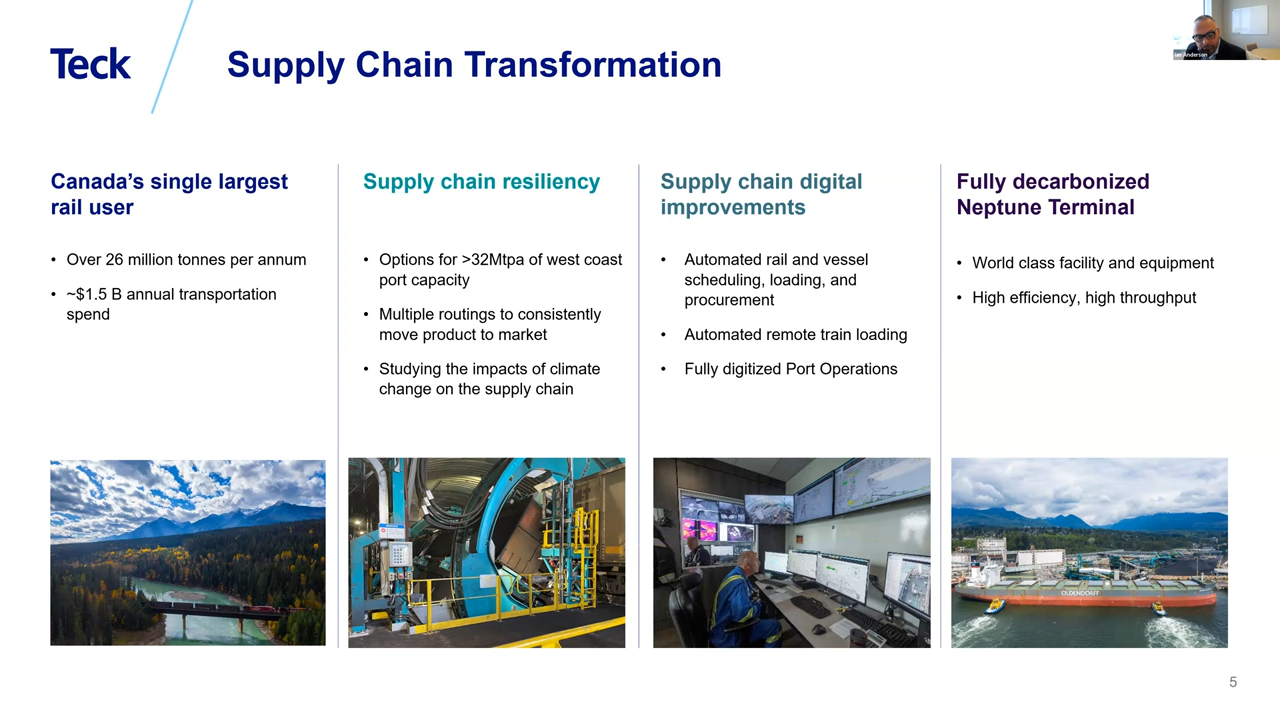 Teck
Supply Chain Transformation
Ian Anderson
Canada’s single largest
rail user
• Over 26 million tonnes per annum
• ~$1.5 B annual transportation
spend
Supply chain resiliency
• Options for >32Mtpa of west coast
port capacity
• Multiple routings to consistently
move product to market
• Studying the impacts of climate
change on the supply chain
Supply chain digital
improvements
• Automated rail and vessel
scheduling, loading, and
procurement
• Automated remote train loading
• Fully digitized Port Operations
Fully decarbonized
Neptune Terminal
• World class facility and equipment
• High efficiency, high throughput
OLDENDORFF
5